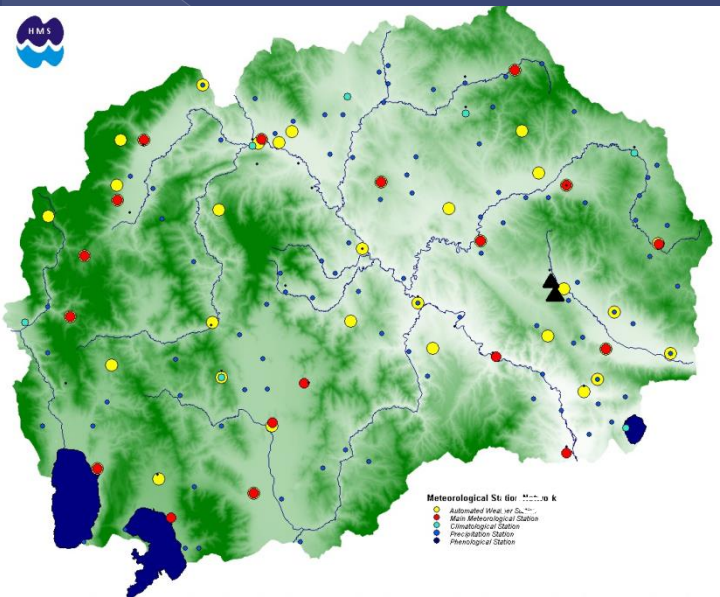 HMS
Meteorological
Automated
Main Meteorological Station
Climatological Station
Precipitation Station
Phenological Station